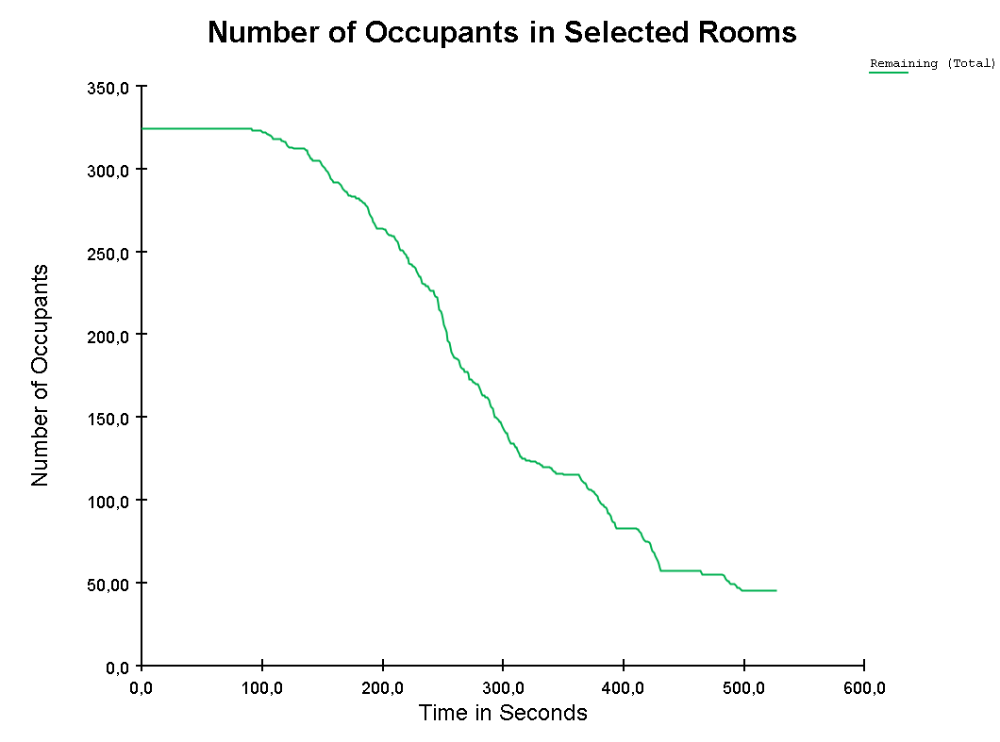 Number of Occupants in Selected Rooms
Remaining (Total)
350,0
300,0
250,0
200,0
150,0
100,0
50,00
0,0
Number of Occupants
0,0 100,0 200,0 300,0 400,0 500,0 600,0
Time in Seconds